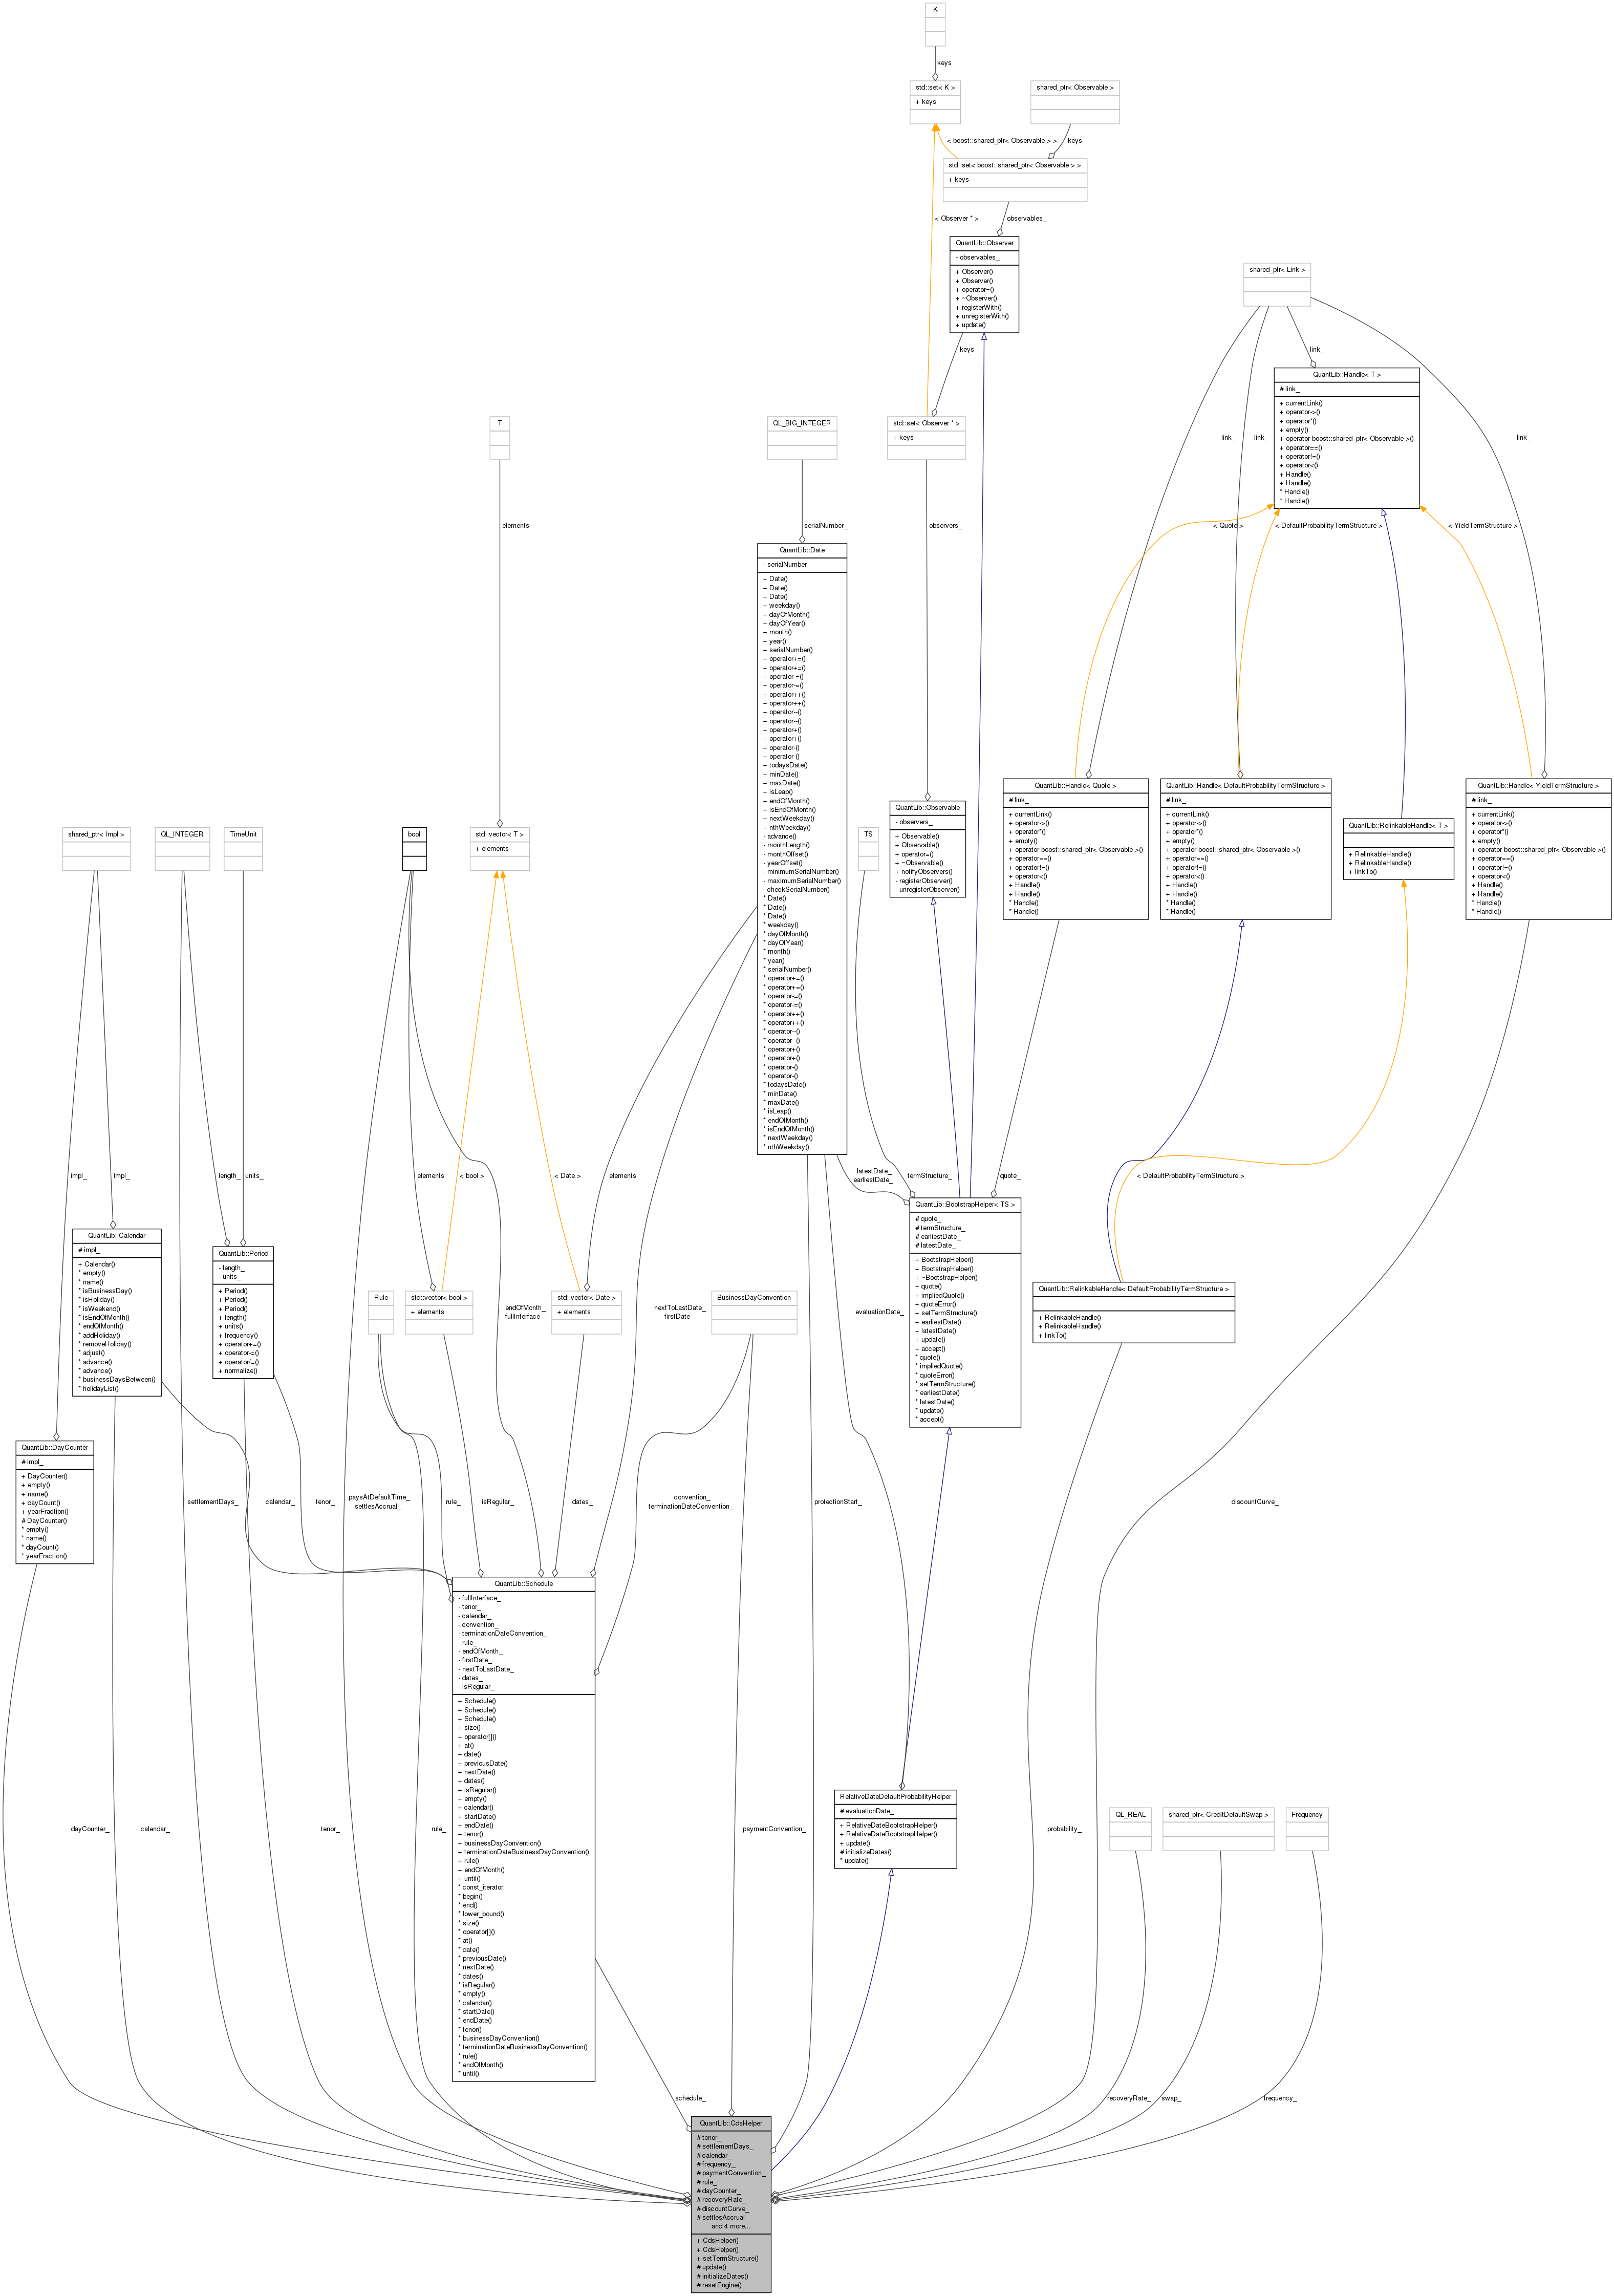 K
keys
std::set< K >
+ keys
shared_ptr< Observable >
< boost::shared_ptr< Observable > >
keys
std::set< boost::shared_ptr< Observable > >
+ keys
< Observer * >
observables_
QuantLib::Observer
- observables_
+ Observer()
+ Observer()
+ operator=()
+ ~Observer()
+ registerWith()
+ unregisterWith()
+ update()
shared_ptr< Link >
keys
link_
QuantLib::Handle< T >
# link_
+ currentLink()
+ operator->()
+ operator*()
+ empty()
+ operator boost::shared_ptr< Observable >()
+ operator==()
+ operator!=()
+ operator<()
+ Handle()
+ Handle()
* Handle()
* Handle()
T
QL_BIG_INTEGER
std::set< Observer * >
+ keys
link_
link_
link_
elements
serialNumber_
observers_
< Quote >
< DefaultProbabilityTermStructure >
< YieldTermStructure >
QuantLib::Date
- serialNumber_
+ Date()
+ Date()
+ Date()
+ weekday()
+ dayOfMonth()
+ dayOfYear()
+ month()
+ year()
+ serialNumber()
+ operator+=()
+ operator+=()
+ operator-=()
+ operator-=()
+ operator++()
+ operator++()
+ operator--()
+ operator--()
+ operator+()
+ operator+()
+ operator-()
+ operator-()
+ todaysDate()
+ minDate()
+ maxDate()
+ isLeap()
+ endOfMonth()
+ isEndOfMonth()
+ nextWeekday()
+ nthWeekday()
- advance()
- monthLength()
- monthOffset()
- yearOffset()
- minimumSerialNumber()
- maximumSerialNumber()
- checkSerialNumber()
* Date()
* Date()
* Date()
* weekday()
* dayOfMonth()
* dayOfYear()
* month()
* year()
* serialNumber()
* operator+=()
* operator+=()
* operator-=()
* operator-=()
* operator++()
* operator++()
* operator--()
* operator--()
* operator+()
* operator+()
* operator-()
* operator-()
* todaysDate()
* minDate()
* maxDate()
* isLeap()
* endOfMonth()
* isEndOfMonth()
* nextWeekday()
* nthWeekday()
QuantLib::Handle< Quote >
# link_
+ currentLink()
+ operator->()
+ operator*()
+ empty()
+ operator boost::shared_ptr< Observable >()
+ operator==()
+ operator!=()
+ operator<()
+ Handle()
+ Handle()
* Handle()
* Handle()
QuantLib::Handle< DefaultProbabilityTermStructure >
# link_
+ currentLink()
+ operator->()
+ operator*()
+ empty()
+ operator boost::shared_ptr< Observable >()
+ operator==()
+ operator!=()
+ operator<()
+ Handle()
+ Handle()
* Handle()
* Handle()
QuantLib::RelinkableHandle< T >
+ RelinkableHandle()
+ RelinkableHandle()
+ linkTo()
QuantLib::Handle< YieldTermStructure >
# link_
+ currentLink()
+ operator->()
+ operator*()
+ empty()
+ operator boost::shared_ptr< Observable >()
+ operator==()
+ operator!=()
+ operator<()
+ Handle()
+ Handle()
* Handle()
* Handle()
QuantLib::Observable
- observers_
+ Observable()
+ Observable()
+ operator=()
+ ~Observable()
+ notifyObservers()
- registerObserver()
- unregisterObserver()
shared_ptr< Impl >
QL_INTEGER
TimeUnit
bool
std::vector< T >
+ elements
TS
impl_
impl_
length_
units_
elements
< bool >
< Date >
elements
latestDate_
earliestDate_
termStructure_
quote_
< DefaultProbabilityTermStructure >
QuantLib::BootstrapHelper< TS >
# quote_
# termStructure_
# earliestDate_
# latestDate_
+ BootstrapHelper()
+ BootstrapHelper()
+ ~BootstrapHelper()
+ quote()
+ impliedQuote()
+ quoteError()
+ setTermStructure()
+ earliestDate()
+ latestDate()
+ update()
+ accept()
* quote()
* impliedQuote()
* quoteError()
* setTermStructure()
* earliestDate()
* latestDate()
* update()
* accept()
QuantLib::Calendar
# impl_
+ Calendar()
* empty()
* name()
* isBusinessDay()
* isHoliday()
* isWeekend()
* isEndOfMonth()
* endOfMonth()
* addHoliday()
* removeHoliday()
* adjust()
* advance()
* advance()
* businessDaysBetween()
* holidayList()
QuantLib::Period
- length_
- units_
+ Period()
+ Period()
+ Period()
+ length()
+ units()
+ frequency()
+ operator+=()
+ operator-=()
+ operator/=()
+ normalize()
Rule
std::vector< bool >
+ elements
std::vector< Date >
+ elements
BusinessDayConvention
endOfMonth_
fullInterface_
nextToLastDate_
firstDate_
evaluationDate_
QuantLib::RelinkableHandle< DefaultProbabilityTermStructure >
+ RelinkableHandle()
+ RelinkableHandle()
+ linkTo()
QuantLib::DayCounter
# impl_
+ DayCounter()
+ empty()
+ name()
+ dayCount()
+ yearFraction()
# DayCounter()
* empty()
* name()
* dayCount()
* yearFraction()
settlementDays_
calendar_
tenor_
paysAtDefaultTime_
settlesAccrual_
rule_
isRegular_
dates_
convention_
terminationDateConvention_
protectionStart_
discountCurve_
QuantLib::Schedule
- fullInterface_
- tenor_
- calendar_
- convention_
- terminationDateConvention_
- rule_
- endOfMonth_
- firstDate_
- nextToLastDate_
- dates_
- isRegular_
+ Schedule()
+ Schedule()
+ Schedule()
+ size()
+ operator[]()
+ at()
+ date()
+ previousDate()
+ nextDate()
+ dates()
+ isRegular()
+ empty()
+ calendar()
+ startDate()
+ endDate()
+ tenor()
+ businessDayConvention()
+ terminationDateBusinessDayConvention()
+ rule()
+ endOfMonth()
+ until()
* const_iterator
* begin()
* end()
* lower_bound()
* size()
* operator[]()
* at()
* date()
* previousDate()
* nextDate()
* dates()
* isRegular()
* empty()
* calendar()
* startDate()
* endDate()
* tenor()
* businessDayConvention()
* terminationDateBusinessDayConvention()
* rule()
* endOfMonth()
* until()
RelativeDateDefaultProbabilityHelper
# evaluationDate_
+ RelativeDateBootstrapHelper()
+ RelativeDateBootstrapHelper()
+ update()
# initializeDates()
* update()
QL_REAL
shared_ptr< CreditDefaultSwap >
Frequency
dayCounter_
calendar_
tenor_
rule_
paymentConvention_
probability_
schedule_
recoveryRate_
swap_
frequency_
QuantLib::CdsHelper
# tenor_
# settlementDays_
# calendar_
# frequency_
# paymentConvention_
# rule_
# dayCounter_
# recoveryRate_
# discountCurve_
# settlesAccrual_
and 4 more...
+ CdsHelper()
+ CdsHelper()
+ setTermStructure()
# update()
# initializeDates()
# resetEngine()